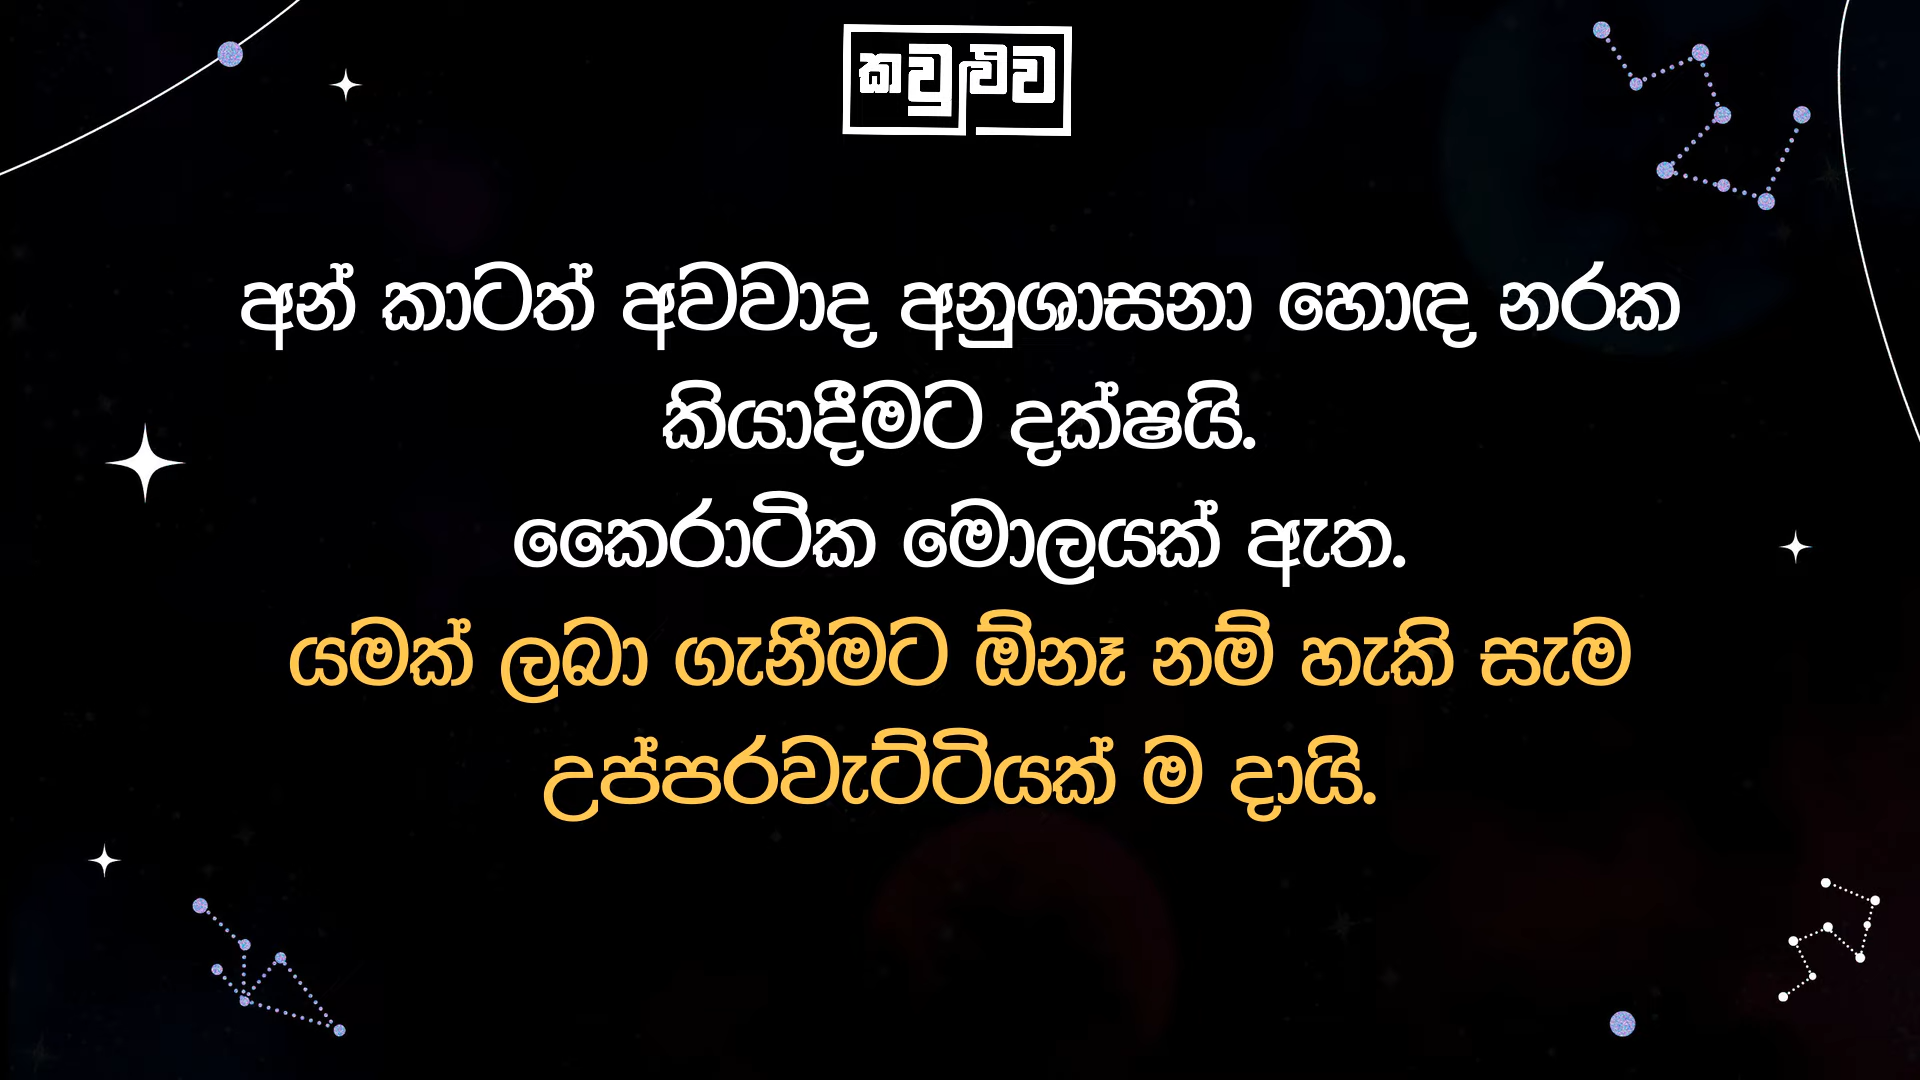 කවුළුව
අන් කාටත් අවවාද අනුශාසනා හොඳ නරක
කියාදීමට දක්ෂයි.
කෛරාටික මොලයක් ඇත.
යමක් ලබා ගැනීමට ඕනෑ නම් හැකි සැම
උප්පරවැට්ටියක් ම දායි.